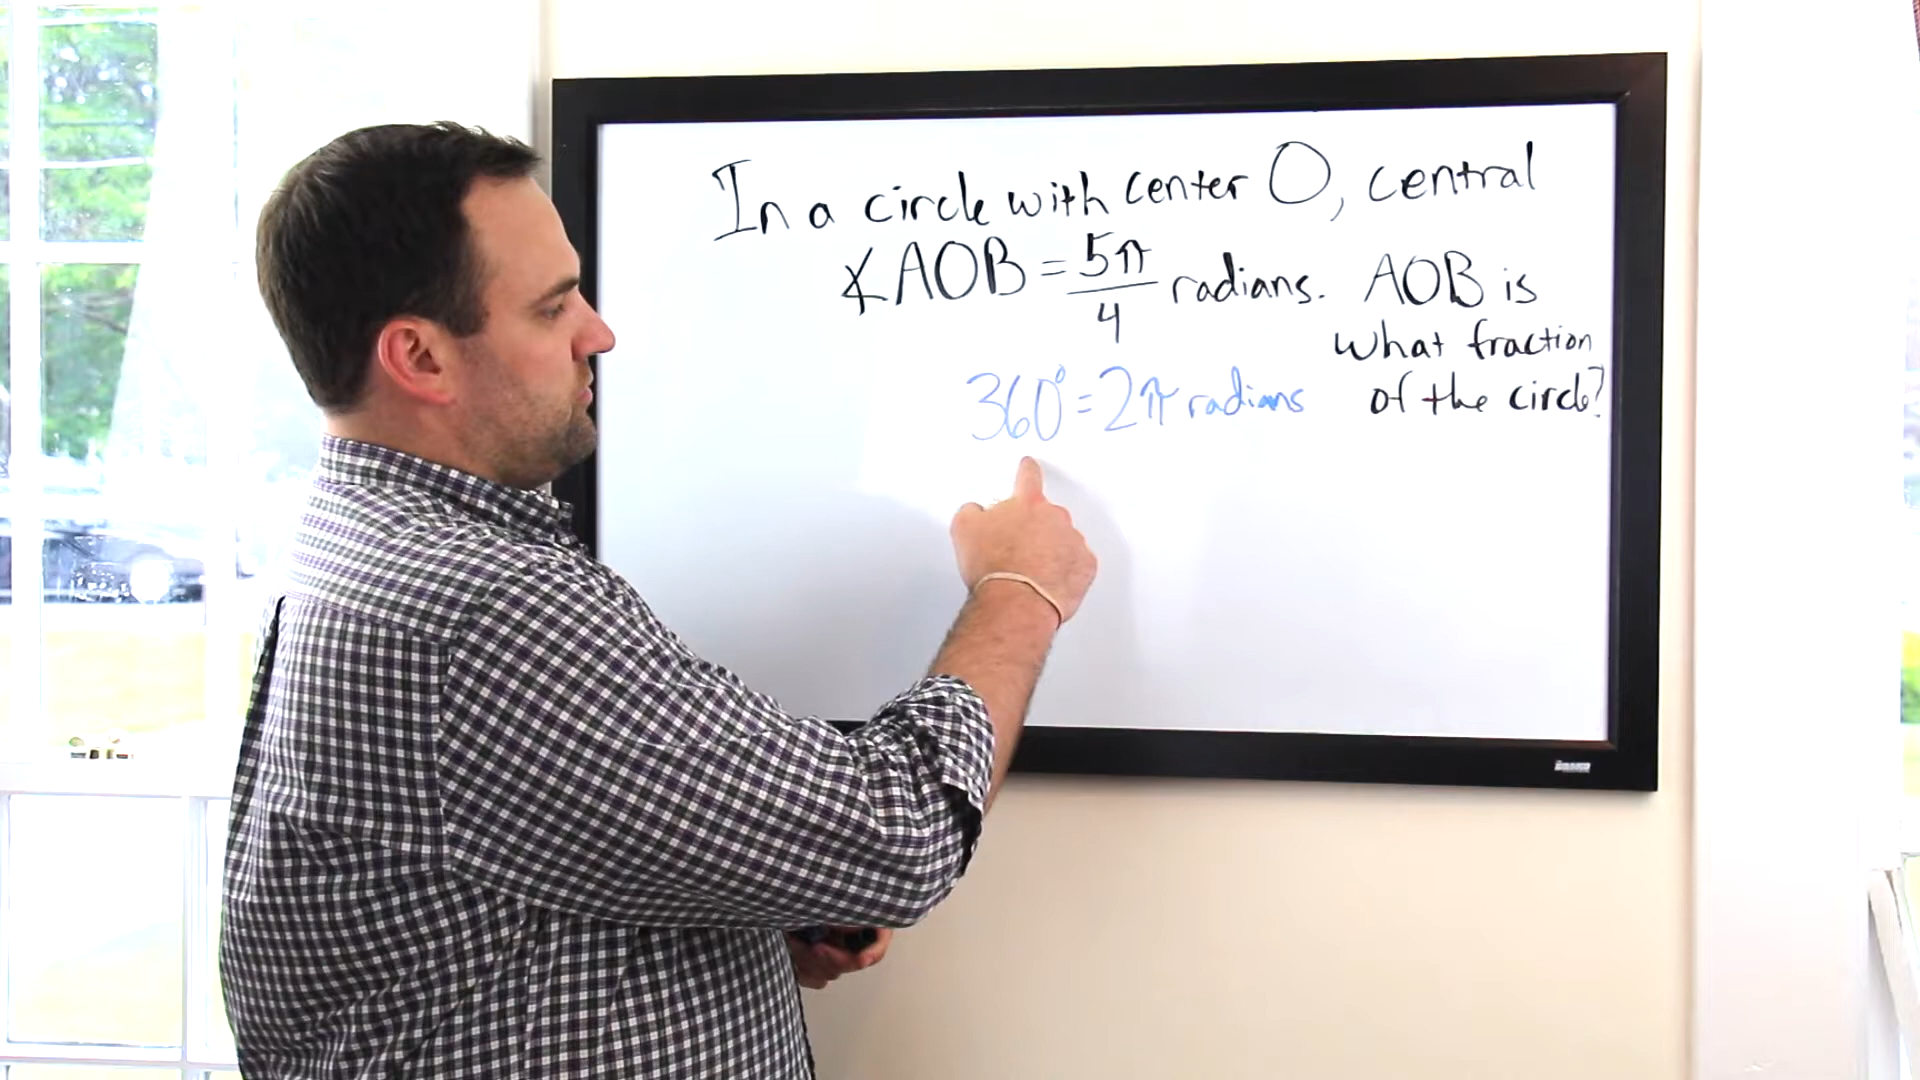 In a circle with center O, central
∡AOB = 5π/4 radians. AOB is
what fraction
of the circle?
360° = 2π radians